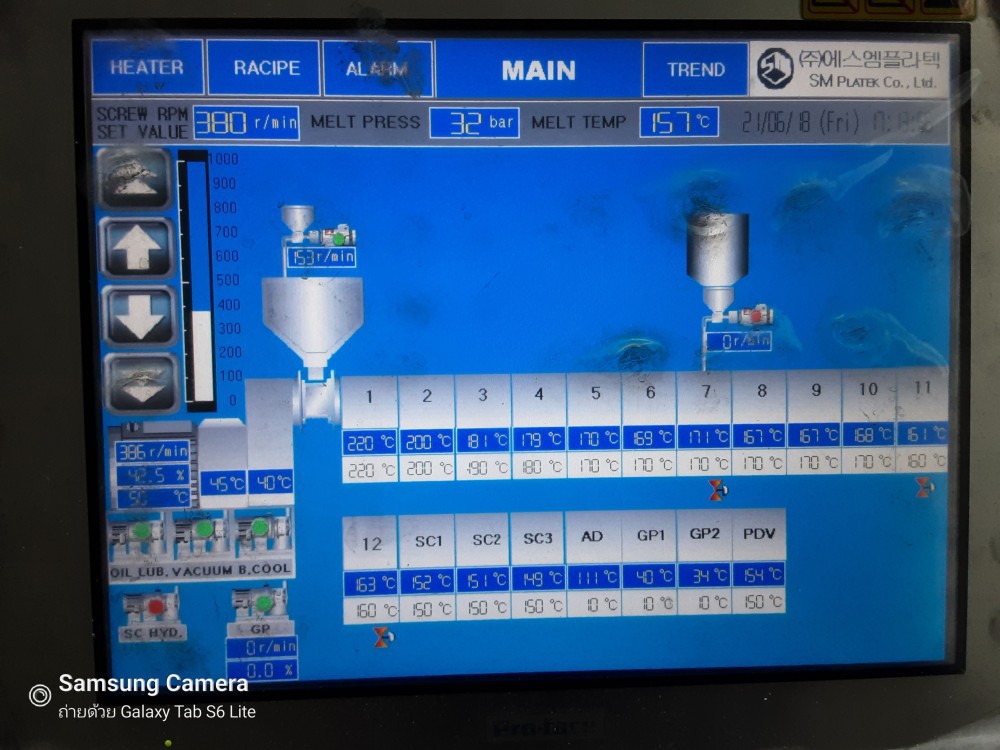 HEATER RACIPE ALARM MAIN TREND (주)에스엠플라텍
SM PLATEK Co., Ltd.
SCREW RPM
SET VALUE 380 r/min MELT PRESS 32 bar MELT TEMP 157 ℃ 21/06/18 (Fri)
1000
900
800
700
600
500
400
300
200
100
0
153 r/min
0 r/min
1 2 3 4 5 6 7 8 9 10 11
220 ℃ 200 ℃ 181 ℃ 179 ℃ 170 ℃ 169 ℃ 171 ℃ 167 ℃ 167 ℃ 168 ℃ 161 ℃
220 ℃ 200 ℃ 190 ℃ 180 ℃ 170 ℃ 170 ℃ 170 ℃ 170 ℃ 170 ℃ 170 ℃ 160 ℃
386 r/min
42.5 %
50 ℃
45 ℃ 40 ℃
12 SC1 SC2 SC3 AD GP1 GP2 PDV
163 ℃ 152 ℃ 151 ℃ 149 ℃ 111 ℃ 40 ℃ 34 ℃ 154 ℃
160 ℃ 150 ℃ 150 ℃ 150 ℃ 10 ℃ 10 ℃ 10 ℃ 150 ℃
OIL LUB. VACUUM B.COOL
SC HYD. GP
0 r/min
0.0 %
Samsung Camera
ถ่ายด้วย Galaxy Tab S6 Lite
Pro-face